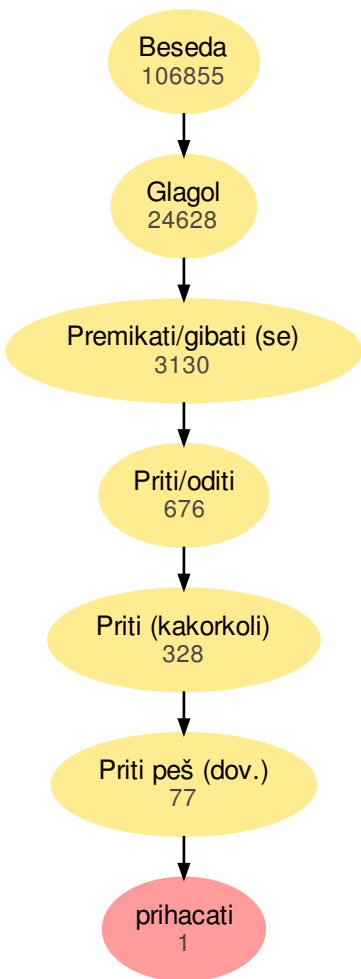 Beseda
106855
Glagol
24628
Premikati/gibati (se)
3130
Priti/oditi
676
Priti (kakorkoli)
328
Priti peš (dov.)
77
prihacati
1